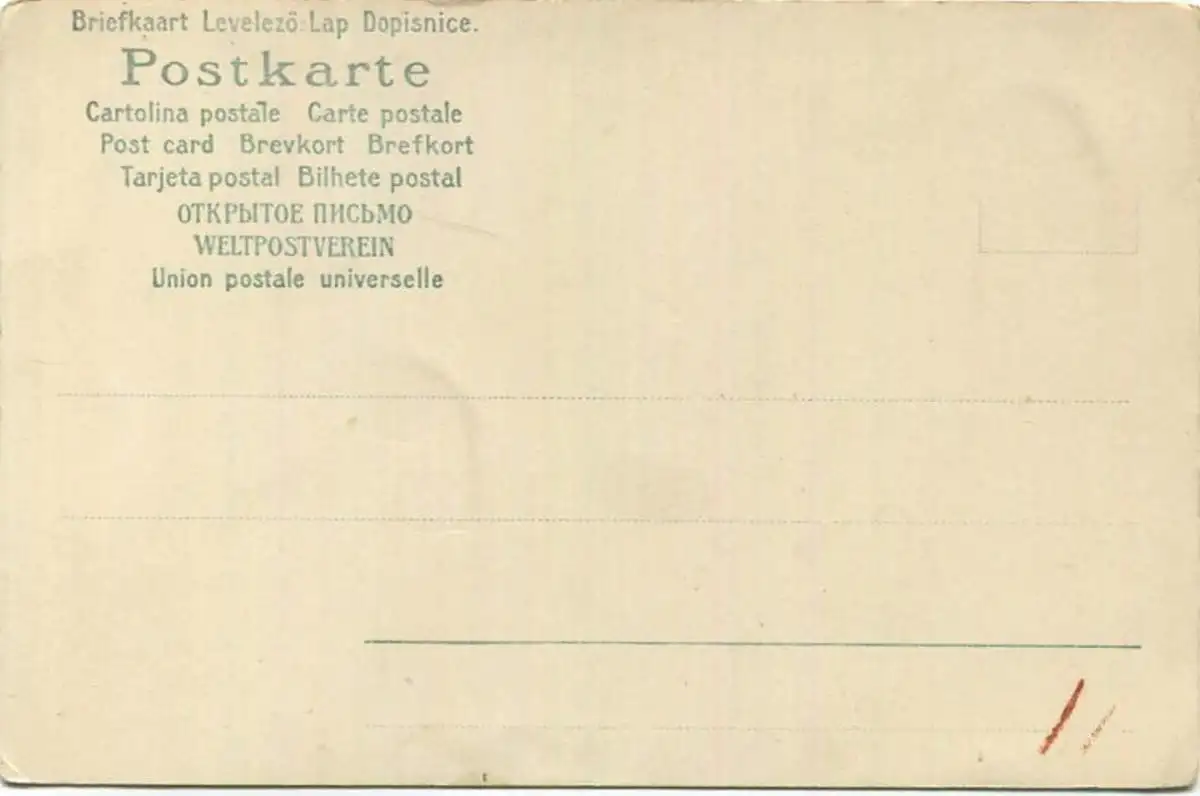 Briefkaart Levelező-Lap Dopisnice.
Postkarte
Cartolina postale Carte postale
Post card Brevkort Brefkort
Tarjeta postal Bilhete postal
ОТКРЫТОЕ ПИСЬМО
WELTPOSTVEREIN
Union postale universelle